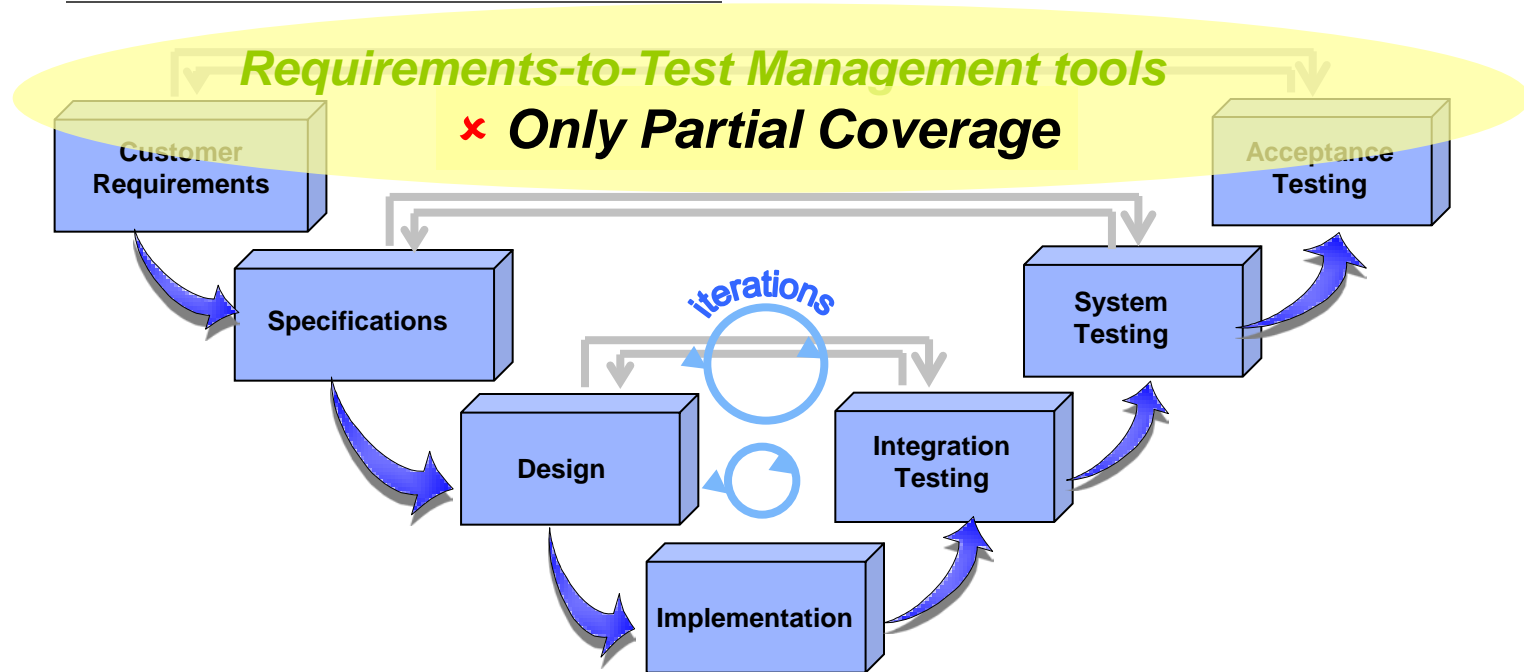 Requirements-to-Test Management tools
✘ Only Partial Coverage
Customer
Requirements
Acceptance
Testing
Specifications
iterations
System
Testing
Design
Integration
Testing
Implementation